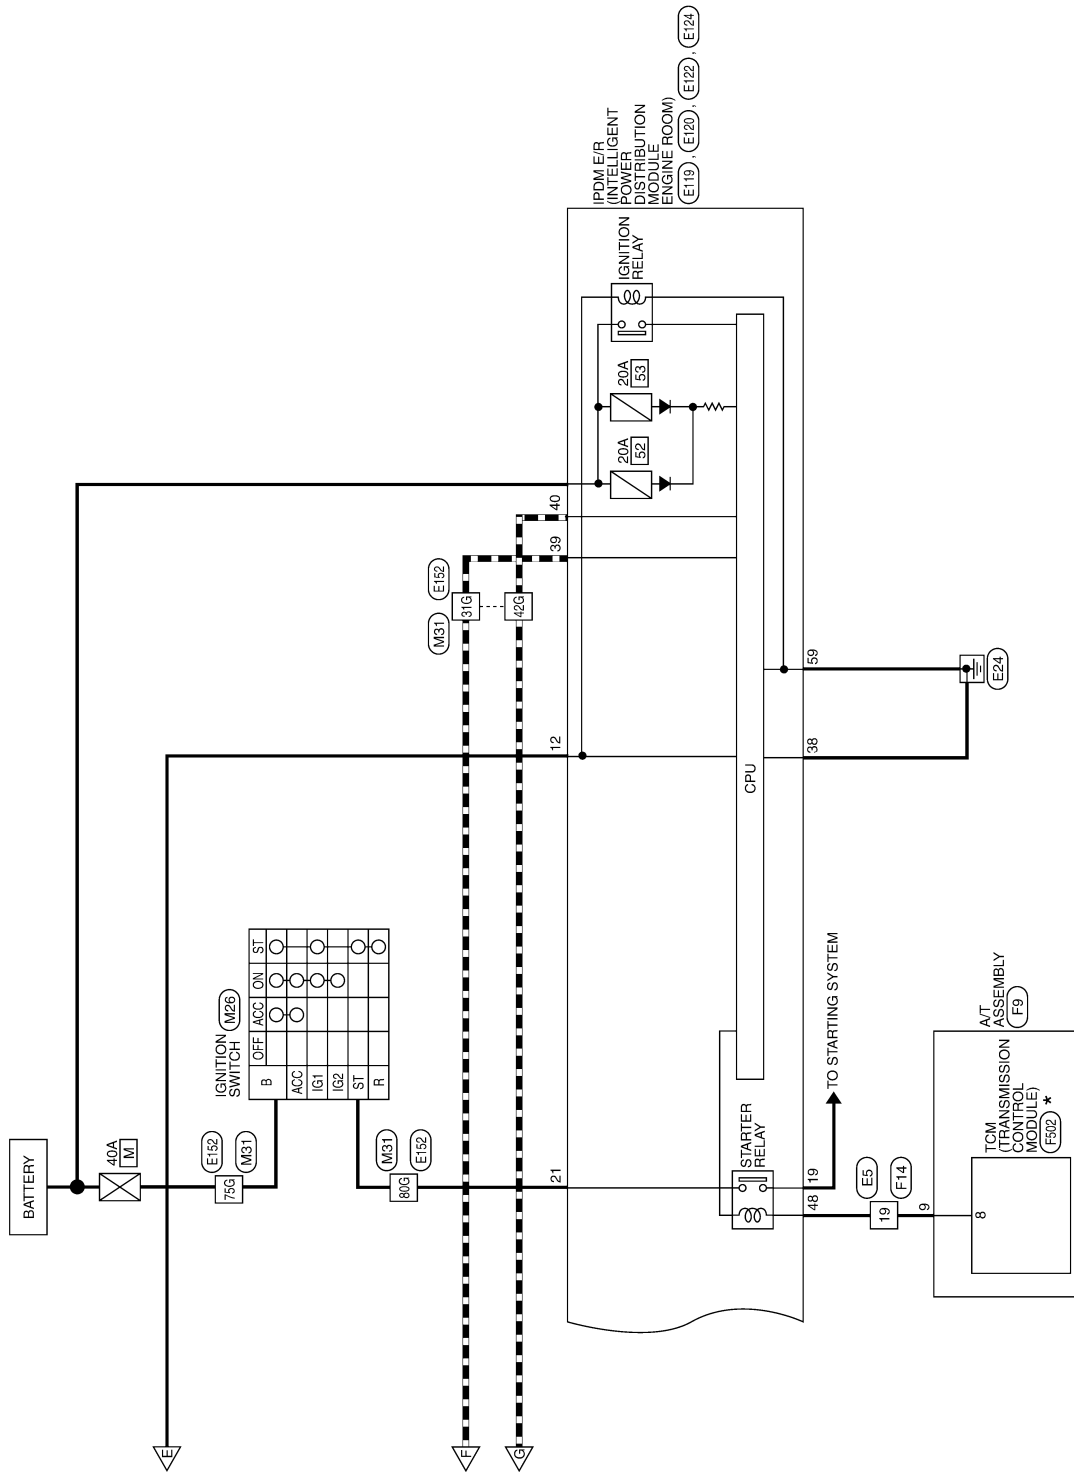 BATTERY
40A
M
E152
75G
M31
IGNITION
SWITCH
M26
OFF
ACC
ON
ST
B
ACC
IG1
IG2
ST
R
M31
80G
E152
E
F
G
M31
E152
31G
42G
21
12
39
40
IPDM E/R
(INTELLIGENT
POWER
DISTRIBUTION
MODULE
ENGINE ROOM)
E119 , E120 , E122 , E124
20A
52
20A
53
IGNITION
RELAY
CPU
STARTER
RELAY
48
19
38
59
TO STARTING SYSTEM
E24
E5
19
F14
9
8
A/T
ASSEMBLY
F9
TCM
(TRANSMISSION
CONTROL
MODULE)
F502 *